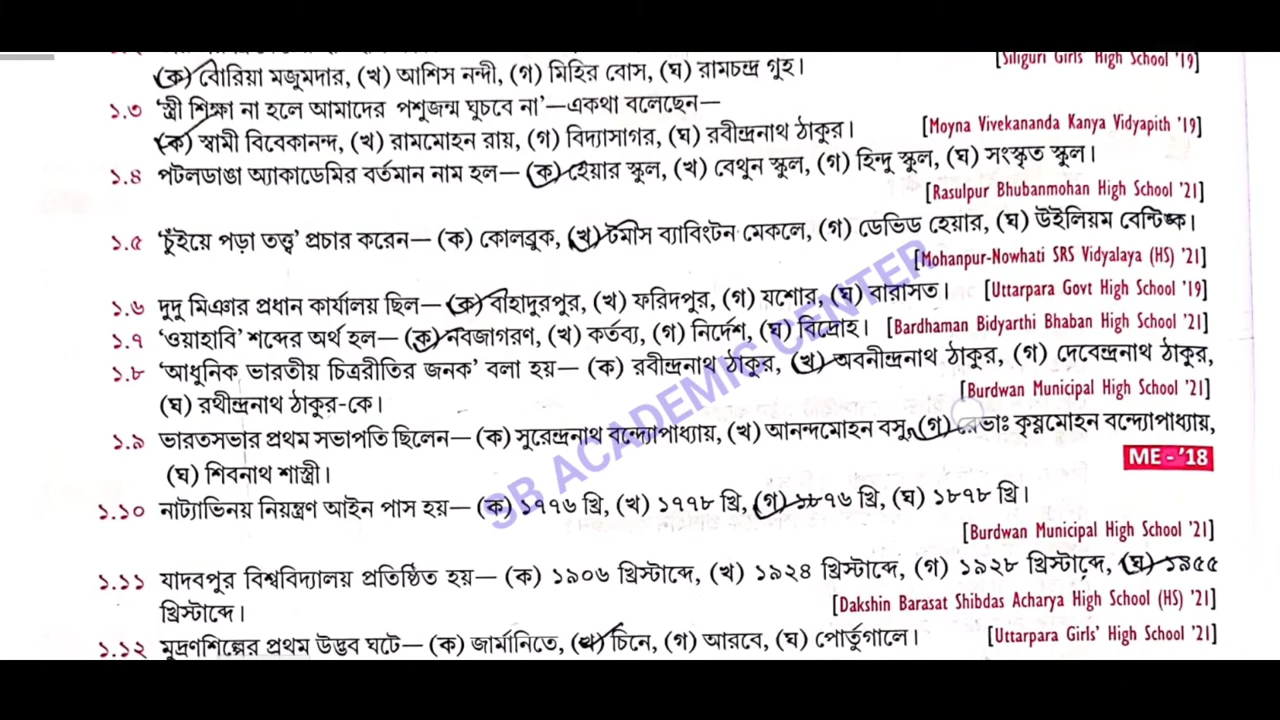 (ক) বোরিয়া মজুমদার, (খ) আশিস নন্দী, (গ) মিহির বোস, (ঘ) রামচন্দ্র গুহ।
[Siliguri Girls' High School '19]
১.৩ ‘স্ত্রী শিক্ষা না হলে আমাদের পশুজন্ম ঘুচবে না’—একথা বলেছেন—
(ক) স্বামী বিবেকানন্দ, (খ) রামমোহন রায়, (গ) বিদ্যাসাগর, (ঘ) রবীন্দ্রনাথ ঠাকুর।
[Moyna Vivekananda Kanya Vidyapith '19]
১.৪ পটলডাঙা অ্যাকাডেমির বর্তমান নাম হল— (ক) হেয়ার স্কুল, (খ) বেথুন স্কুল, (গ) হিন্দু স্কুল, (ঘ) সংস্কৃত স্কুল।
[Rasulpur Bhubanmohan High School '21]
১.৫ ‘চুঁইয়ে পড়া তত্ত্ব’ প্রচার করেন— (ক) কোলব্রুক, (খ) টমাস ব্যাবিংটন মেকলে, (গ) ডেভিড হেয়ার, (ঘ) উইলিয়ম বেন্টিঙ্ক।
[Mohanpur-Nowhati SRS Vidyalaya (HS) '21]
১.৬ দুদু মিঞার প্রধান কার্যালয় ছিল— (ক) বাহাদুরপুর, (খ) ফরিদপুর, (গ) যশোর, (ঘ) বারাসত। [Uttarpara Govt High School '19]
১.৭ ‘ওয়াহাবি’ শব্দের অর্থ হল— (ক) নবজাগরণ, (খ) কর্তব্য, (গ) নির্দেশ, (ঘ) বিদ্রোহ। [Bardhaman Bidyarthi Bhaban High School '21]
১.৮ ‘আধুনিক ভারতীয় চিত্ররীতির জনক’ বলা হয়— (ক) রবীন্দ্রনাথ ঠাকুর, (খ) অবনীন্দ্রনাথ ঠাকুর, (গ) দেবেন্দ্রনাথ ঠাকুর,
[Burdwan Municipal High School '21]
(ঘ) রথীন্দ্রনাথ ঠাকুর-কে।
১.৯ ভারতসভার প্রথম সভাপতি ছিলেন— (ক) সুরেন্দ্রনাথ বন্দ্যোপাধ্যায়, (খ) আনন্দমোহন বসু, (গ) রেভাঃ কৃষ্ণমোহন বন্দ্যোপাধ্যায়,
(ঘ) শিবনাথ শাস্ত্রী।
ME - '18
১.১০ নাট্যাভিনয় নিয়ন্ত্রণ আইন পাস হয়— (ক) ১৭৭৬ খ্রি, (খ) ১৭৭৮ খ্রি, (গ) ১৮৭৬ খ্রি, (ঘ) ১৮৭৮ খ্রি।
[Burdwan Municipal High School '21]
১.১১ যাদবপুর বিশ্ববিদ্যালয় প্রতিষ্ঠিত হয়— (ক) ১৯০৬ খ্রিস্টাব্দে, (খ) ১৯২৪ খ্রিস্টাব্দে, (গ) ১৯২৮ খ্রিস্টাব্দে, (ঘ) ১৯৫৫
খ্রিস্টাব্দে।
[Dakshin Barasat Shibdas Acharya High School (HS) '21]
১.১২ মুদ্রণশিল্পের প্রথম উদ্ভব ঘটে— (ক) জার্মানিতে, (খ) চিনে, (গ) আরবে, (ঘ) পোর্তুগালে।
[Uttarpara Girls' High School '21]
SB ACADEMIC CENTER